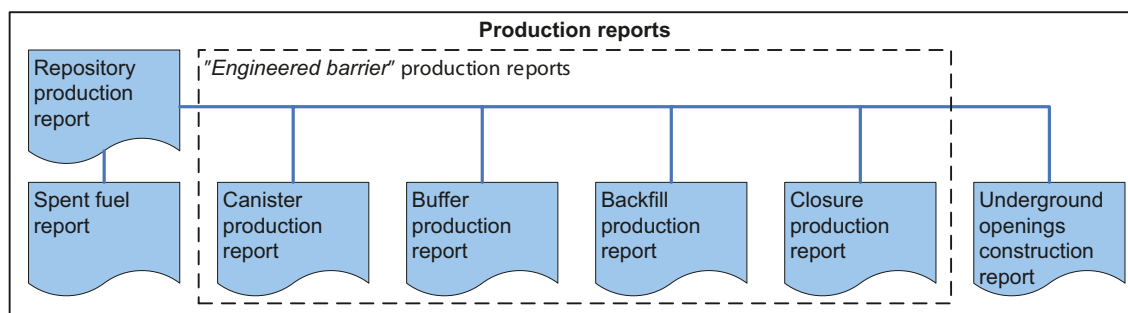 Production reports
Repository
production
report
"Engineered barrier" production reports
Spent fuel
report
Canister
production
report
Buffer
production
report
Backfill
production
report
Closure
production
report
Underground
openings
construction
report